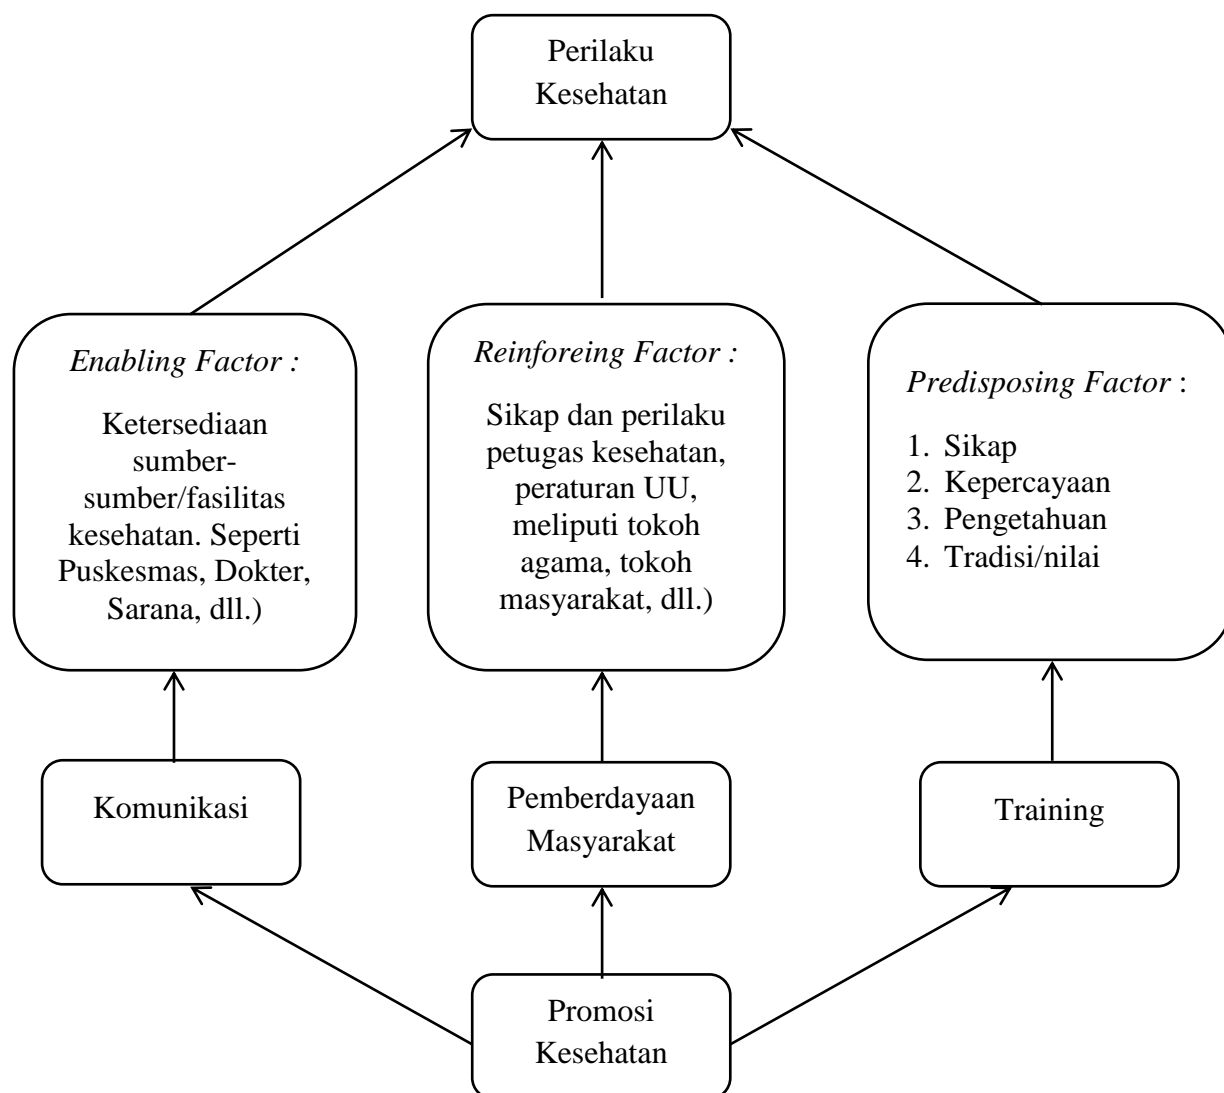 Perilaku
Kesehatan
Enabling Factor :
Ketersediaan
sumber-
sumber/fasilitas
kesehatan. Seperti
Puskesmas, Dokter,
Sarana, dll.)
Reinforeing Factor :
Sikap dan perilaku
petugas kesehatan,
peraturan UU,
meliputi tokoh
agama, tokoh
masyarakat, dll.)
Predisposing Factor :
1. Sikap
2. Kepercayaan
3. Pengetahuan
4. Tradisi/nilai
Komunikasi
Pemberdayaan
Masyarakat
Training
Promosi
Kesehatan